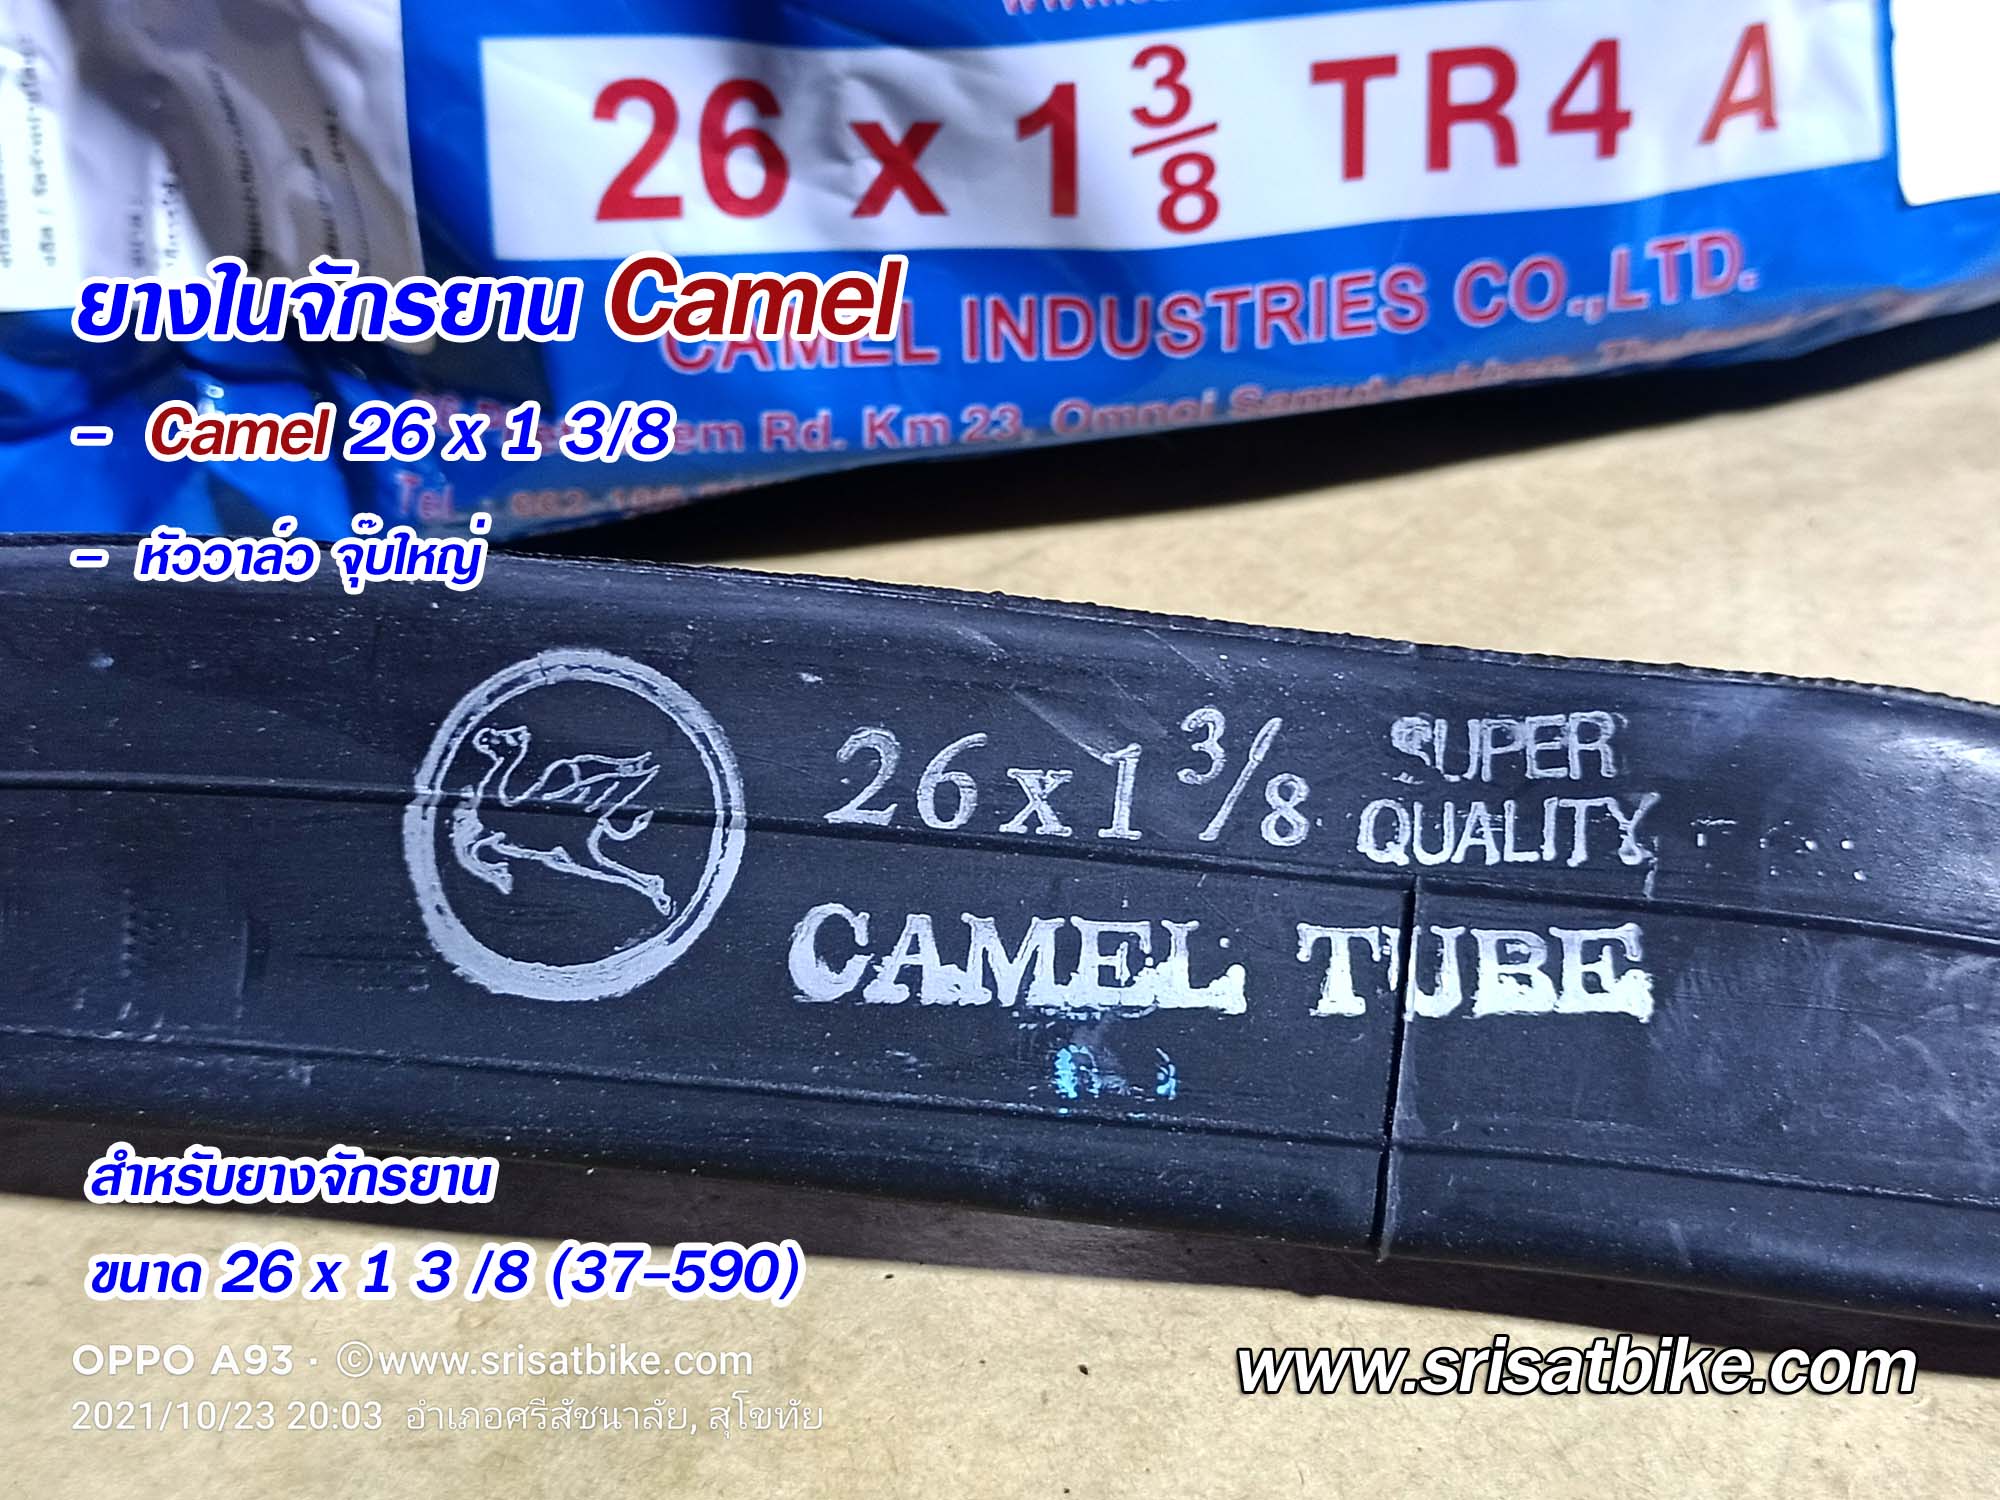 26 x 1 3/8 TR4 A
ยางในจักรยาน Camel
CAMEL INDUSTRIES CO.,LTD.
- Camel 26 x 1 3/8
Rd. Km 23, Omnoi
Tel. :
- หัววาล์ว จุ๊บใหญ่
26x1 3/8 SUPER
QUALITY
CAMEL TUBE
สำหรับยางจักรยาน
ขนาด 26 x 1 3 /8 (37-590)
OPPO A93 · ©www.srisatbike.com
www.srisatbike.com
2021/10/23 20:03 อำเภอศรีสัชนาลัย, สุโขทัย